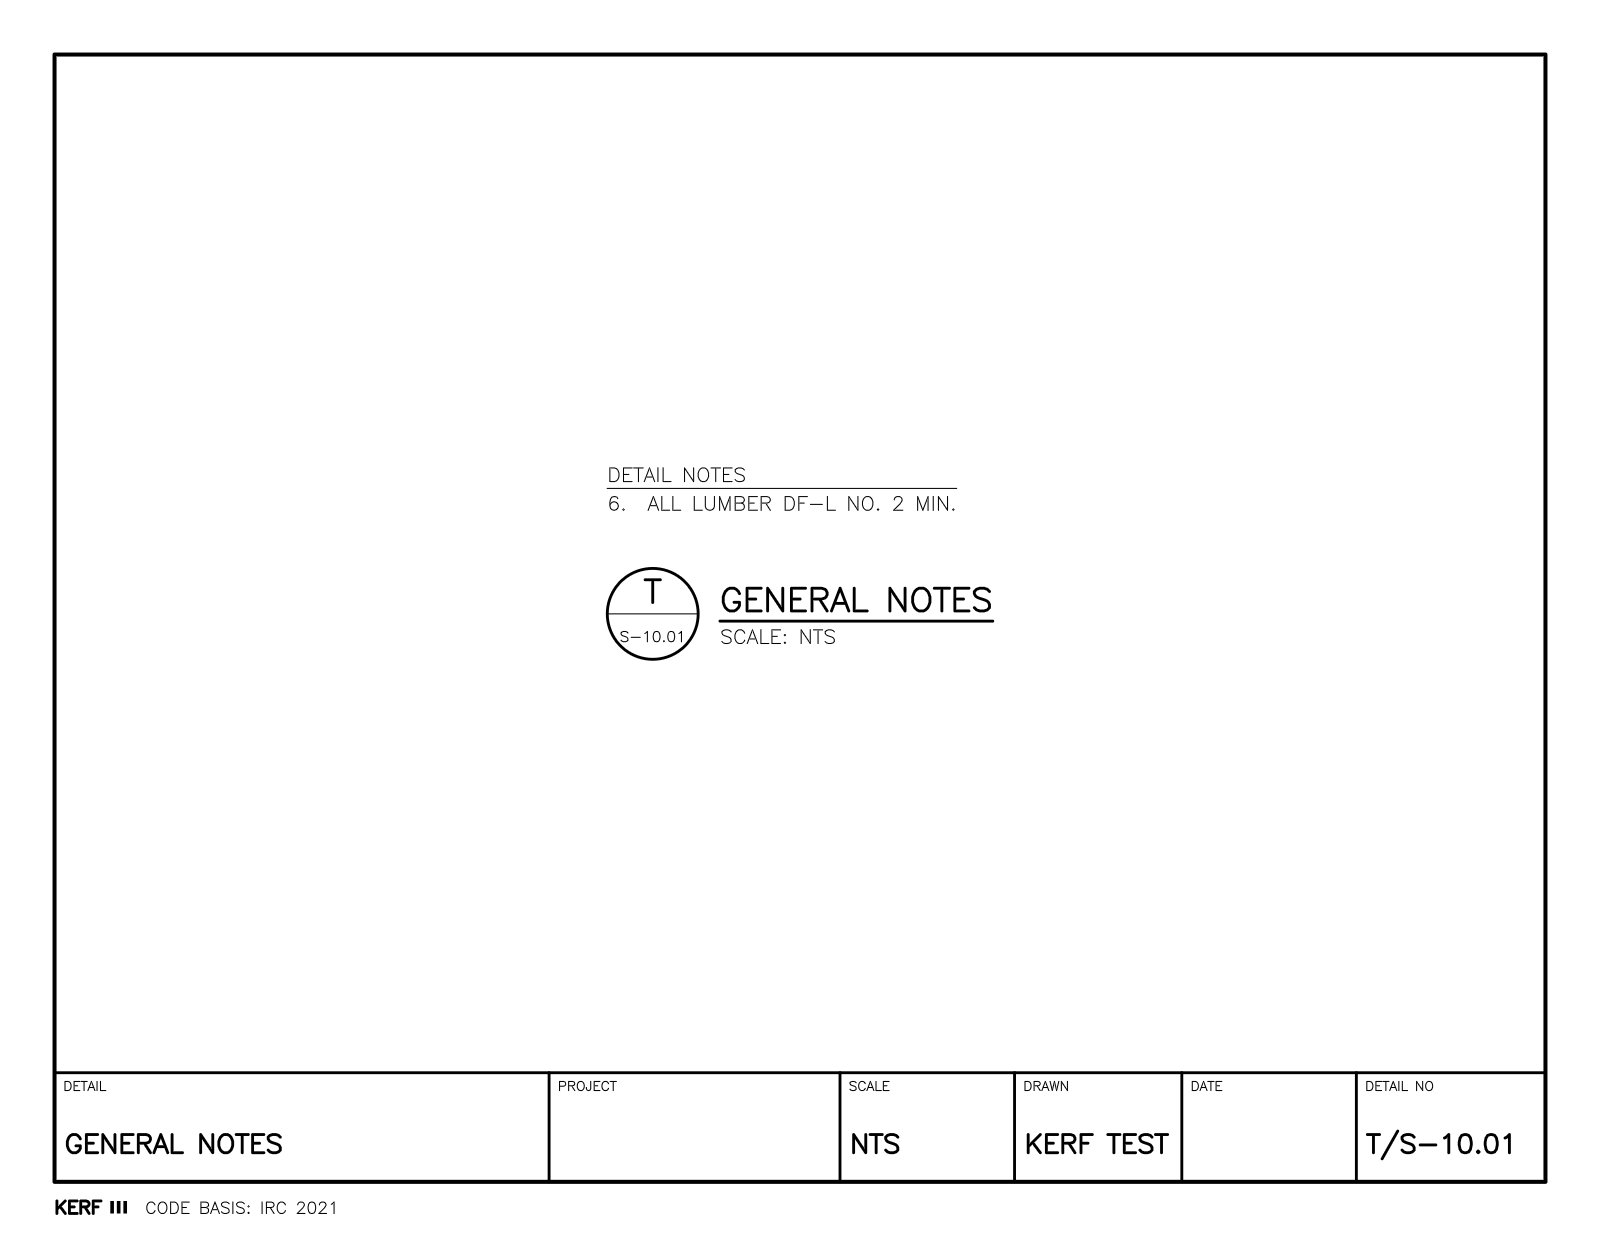 DETAIL NOTES
6. ALL LUMBER DF-L NO. 2 MIN.
T
S-10.01
GENERAL NOTES
SCALE: NTS
DETAIL
GENERAL NOTES
PROJECT
SCALE
NTS
DRAWN
KERF TEST
DATE
DETAIL NO
T/S-10.01
KERF CODE BASIS: IRC 2021